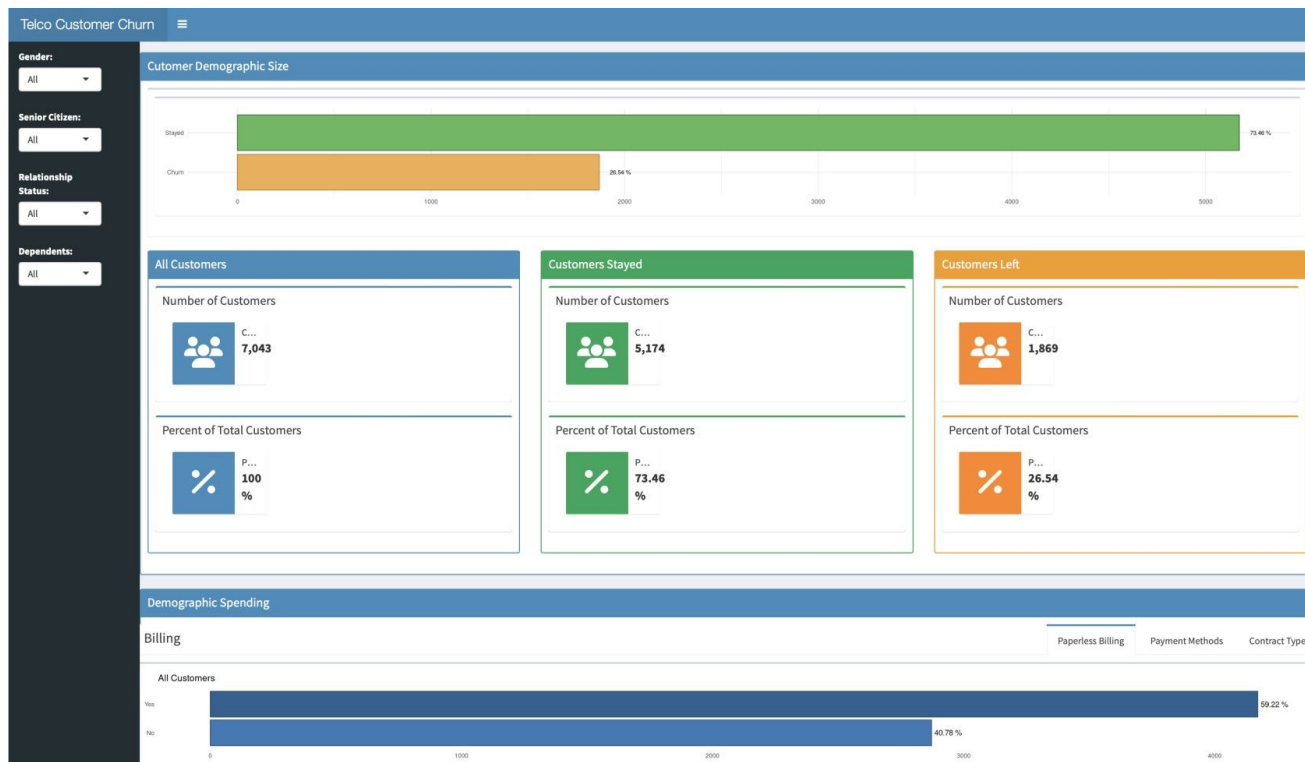 Telco Customer Churn
Gender:
All
Senior Citizen:
All
Relationship
Status:
All
Dependents:
All
Cutomer Demographic Size
Stayed
73.46 %
Churn
26.54 %
0 1000 2000 3000 4000 5000
All Customers
Number of Customers
C...
7,043
Percent of Total Customers
P...
100
%
Customers Stayed
Number of Customers
C...
5,174
Percent of Total Customers
P...
73.46
%
Customers Left
Number of Customers
C...
1,869
Percent of Total Customers
P...
26.54
%
Demographic Spending
Billing
Paperless Billing Payment Methods Contract Type
All Customers
Yes
59.22 %
No
40.78 %
0 1000 2000 3000 4000